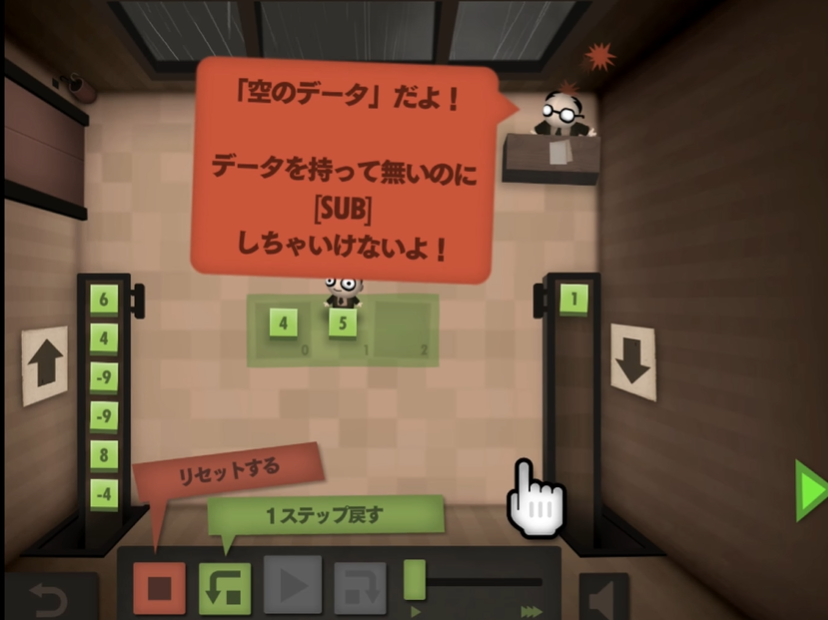 「空のデータ」だよ！
データを持って無いのに
[SUB]
しちゃいけないよ！
6
4
-9
-9
8
-4
4
5
0
1
2
1
リセットする
1ステップ戻す